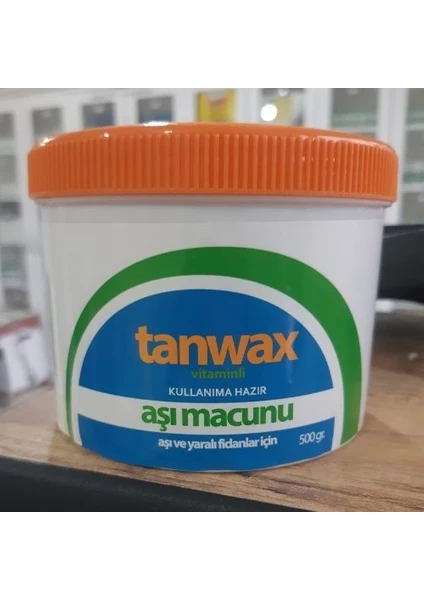 tanwax
vitaminli
KULLANIMA HAZIR
aşı macunu
aşı ve yaralı fidanlar için
500 gr.